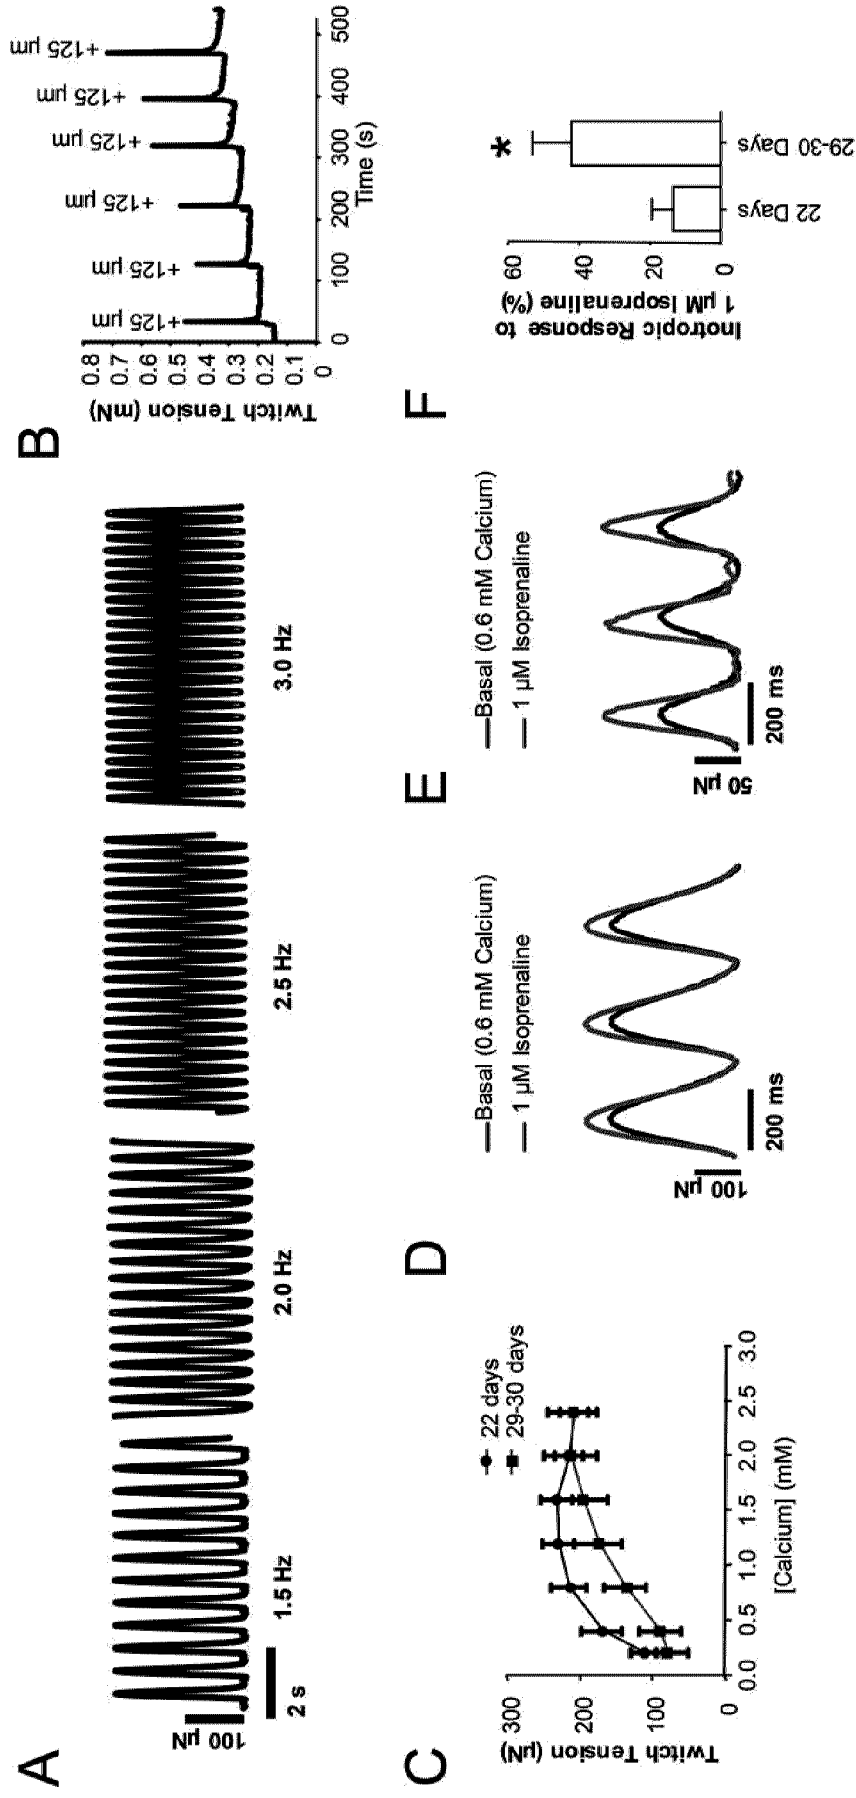 A
100 µN
2 s
1.5 Hz
2.0 Hz
2.5 Hz
3.0 Hz
B
Twitch Tension (mN)
0.8
0.7
0.6
0.5
0.4
0.3
0.2
0.1
0
+125 µm
+125 µm
+125 µm
+125 µm
+125 µm
+125 µm
0
100
200
300
400
500
Time (s)
C
Twitch Tension (µN)
300
200
100
0
22 days
29-30 days
0.0
0.5
1.0
1.5
2.0
2.5
3.0
[Calcium] (mM)
D
Basal (0.6 mM Calcium)
1 µM Isoprenaline
100 µN
200 ms
E
Basal (0.6 mM Calcium)
1 µM Isoprenaline
50 µN
200 ms
F
Inotropic Response to
1 µM Isoprenaline (%)
60
40
20
0
*
22 Days
29-30 Days